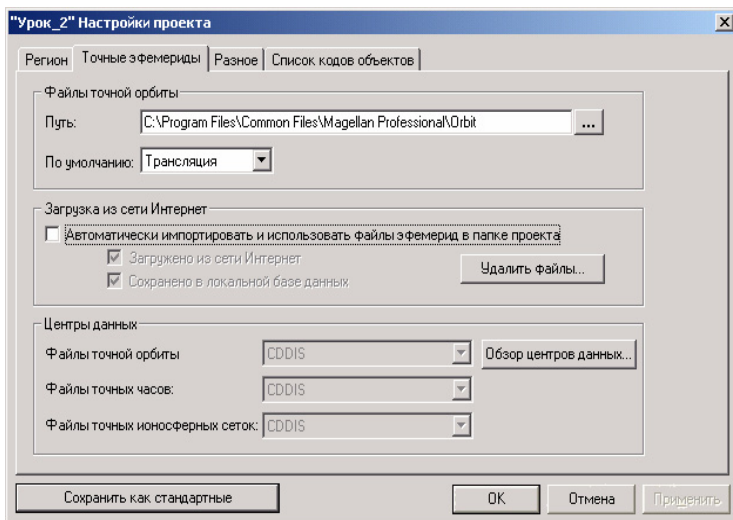 "Урок_2" Настройки проекта
Регион Точные эфемериды Разное Список кодов объектов
Файлы точной орбиты
Путь: C:\Program Files\Common Files\Magellan Professional\Orbit ...
По умолчанию: Трансляция
Загрузка из сети Интернет
Автоматически импортировать и использовать файлы эфемерид в папке проекта
Загружено из сети Интернет
Удалить файлы...
Сохранено в локальной базе данных
Центры данных
Файлы точной орбиты CDDIS Обзор центров данных...
Файлы точных часов: CDDIS
Файлы точных ионосферных сеток: CDDIS
Сохранить как стандартные OK Отмена Применить